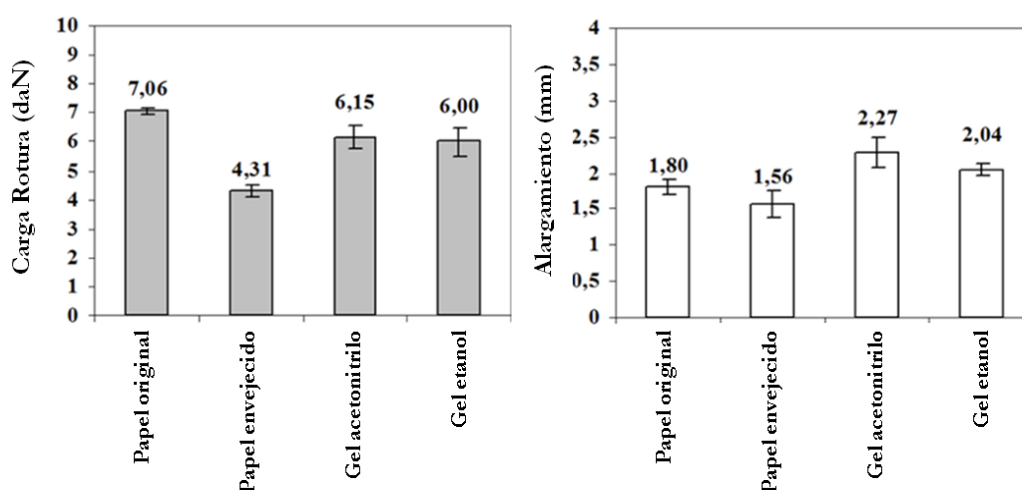 Carga Rotura (daN)
10
9
8
7
6
5
4
3
2
1
0
7,06
4,31
6,15
6,00
Papel original
Papel envejecido
Gel acetonitrilo
Gel etanol
Alargamiento (mm)
4
3,5
3
2,5
2
1,5
1
0,5
0
1,80
1,56
2,27
2,04
Papel original
Papel envejecido
Gel acetonitrilo
Gel etanol